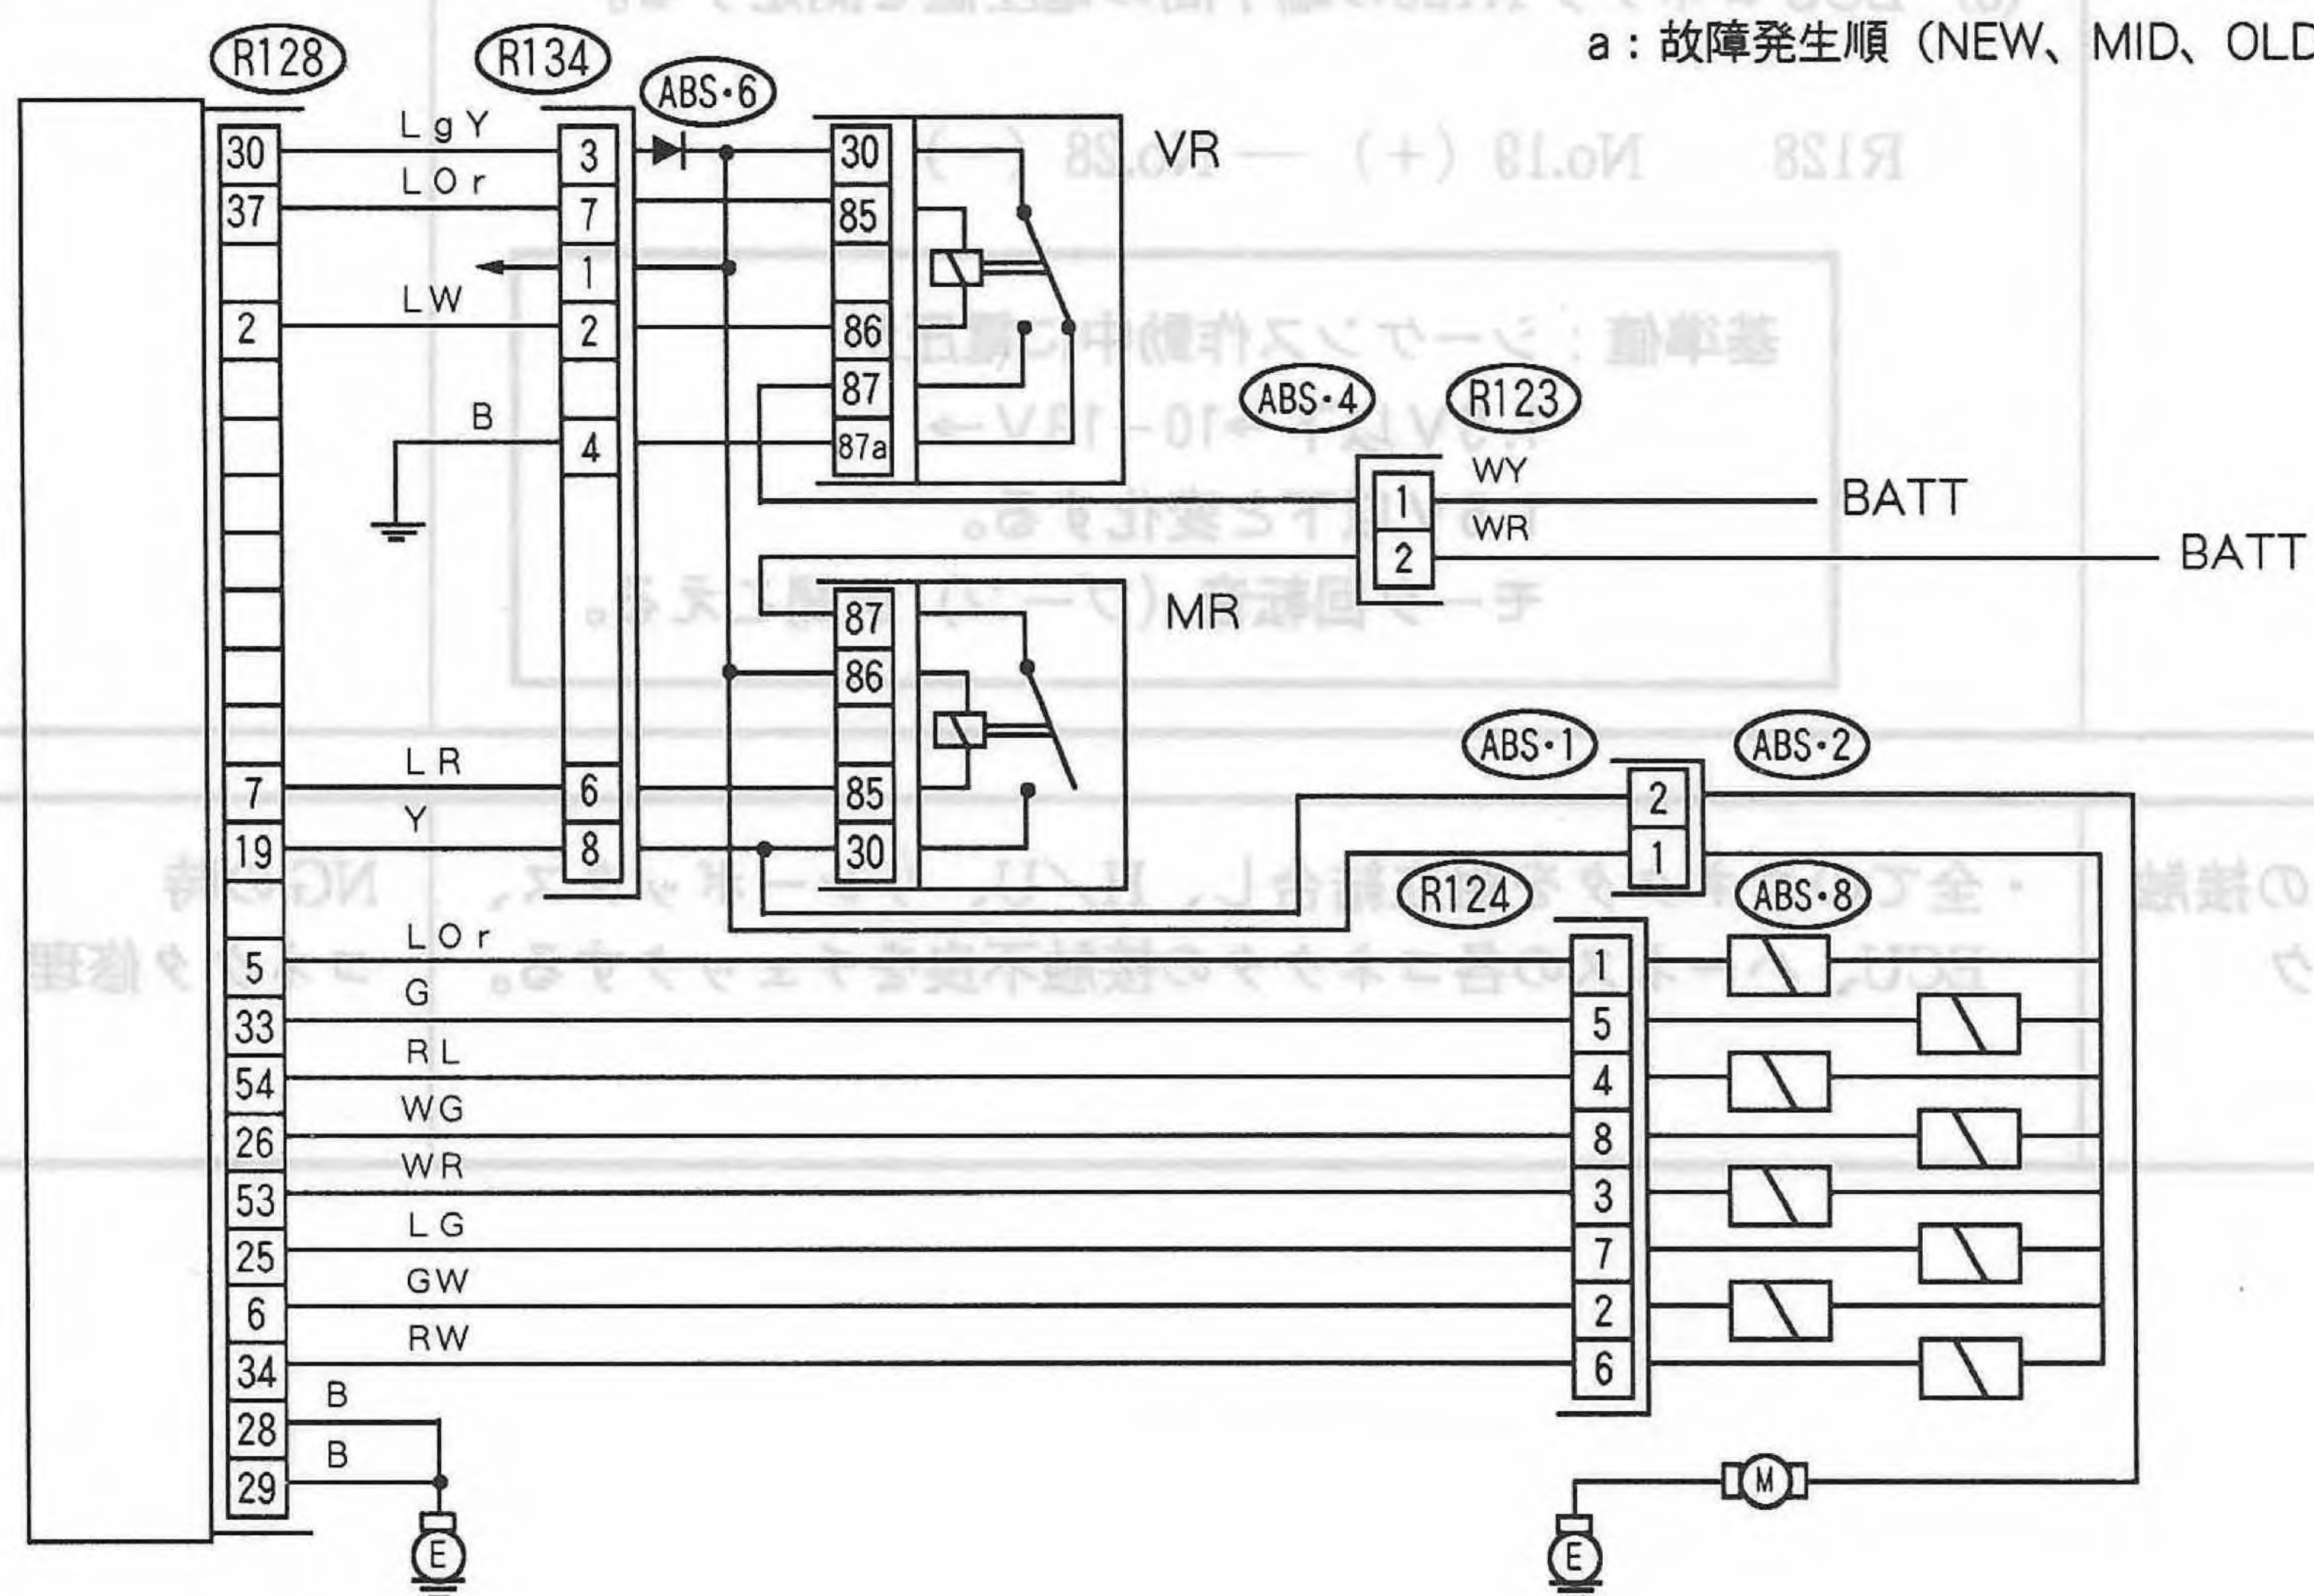 a：故障発生順（NEW、MID、OLD
R128
R134
ABS・6
30
LgY
3
30
VR
37
LOr
7
85
1
2
LW
2
86
87
ABS・4
R123
B
4
87a
1
WY
BATT
2
WR
BATT
87
MR
86
ABS・1
ABS・2
7
LR
6
85
2
19
Y
8
30
1
R124
ABS・8
5
LOr
1
33
G
5
54
RL
4
26
WG
8
53
WR
3
25
LG
7
6
GW
2
34
RW
6
28
B
29
B
M
E
E